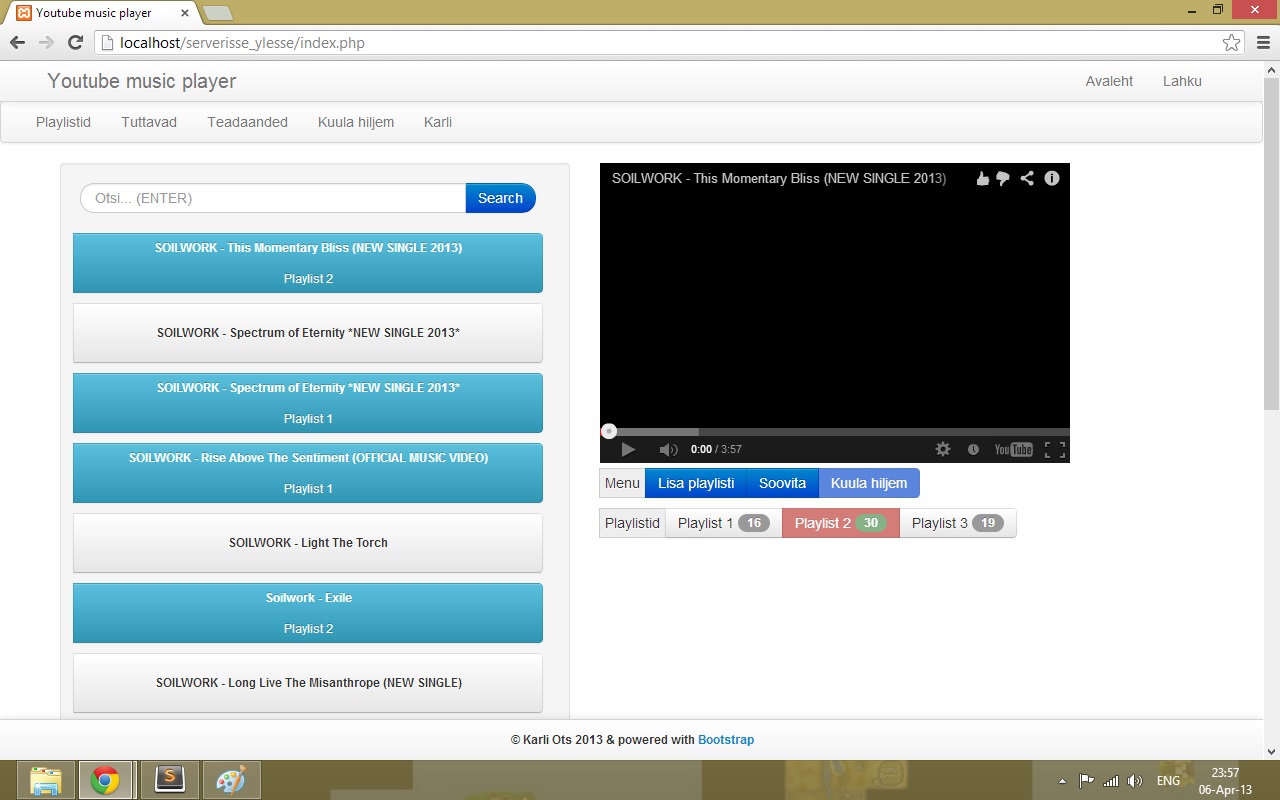 Youtube music player
localhost/serverisse_ylesse/index.php
Youtube music player
Avaleht
Lahku
Playlistid
Tuttavad
Teadaanded
Kuula hiljem
Karli
Otsi... (ENTER)
Search
SOILWORK - This Momentary Bliss (NEW SINGLE 2013)
Playlist 2
SOILWORK - Spectrum of Eternity *NEW SINGLE 2013*
SOILWORK - Spectrum of Eternity *NEW SINGLE 2013*
Playlist 1
SOILWORK - Rise Above The Sentiment (OFFICIAL MUSIC VIDEO)
Playlist 1
SOILWORK - Light The Torch
Soilwork - Exile
Playlist 2
SOILWORK - Long Live The Misanthrope (NEW SINGLE)
SOILWORK - This Momentary Bliss (NEW SINGLE 2013)
0:00 / 3:57
YouTube
Menu
Lisa playlisti
Soovita
Kuula hiljem
Playlistid
Playlist 1 16
Playlist 2 30
Playlist 3 19
© Karli Ots 2013 & powered with Bootstrap
ENG
23:57
06-Apr-13